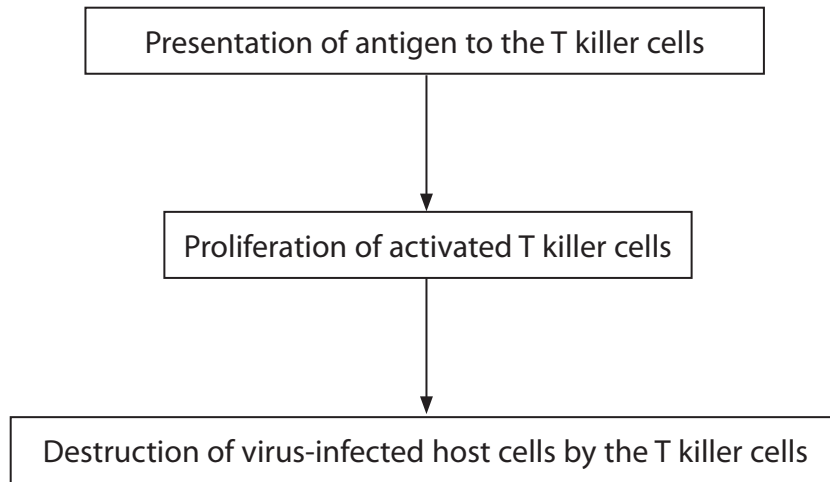 Presentation of antigen to the T killer cells
Proliferation of activated T killer cells
Destruction of virus-infected host cells by the T killer cells